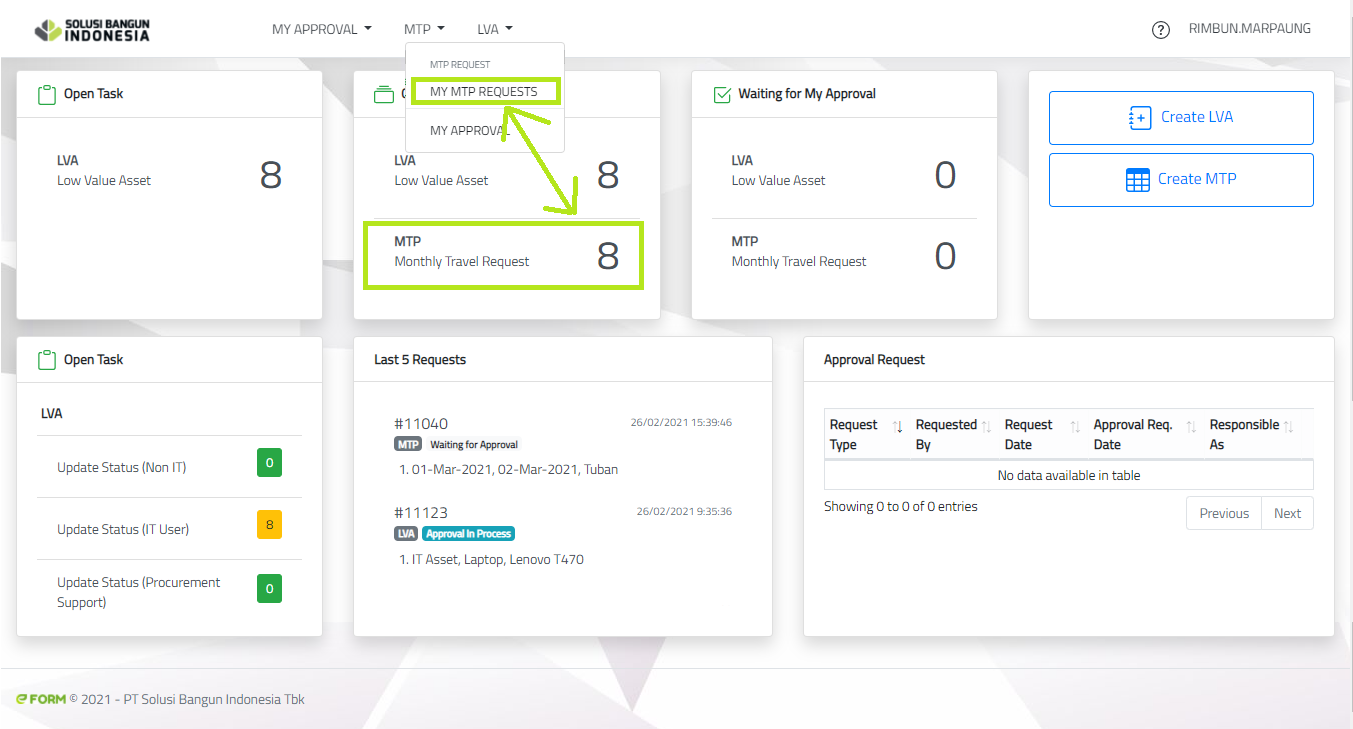 SOLUSI BANGUN
INDONESIA
MY APPROVAL
MTP
LVA
RIMBUN.MARPAUNG
MTP REQUEST
MY MTP REQUESTS
MY APPROVAL
Open Task
LVA
Low Value Asset
8
LVA
Low Value Asset
8
MTP
Monthly Travel Request
8
Waiting for My Approval
LVA
Low Value Asset
0
MTP
Monthly Travel Request
0
Create LVA
Create MTP
Open Task
LVA
Update Status (Non IT)
0
Update Status (IT User)
8
Update Status (Procurement
Support)
0
Last 5 Requests
#11040
26/02/2021 15:39:46
MTP Waiting for Approval
1. 01-Mar-2021, 02-Mar-2021, Tuban
#11123
26/02/2021 9:35:36
LVA Approval In Process
1. IT Asset, Laptop, Lenovo T470
Approval Request
Request Type
Requested By
Request Date
Approval Req. Date
Responsible As
No data available in table
Showing 0 to 0 of 0 entries
Previous
Next
eFORM © 2021 - PT Solusi Bangun Indonesia Tbk